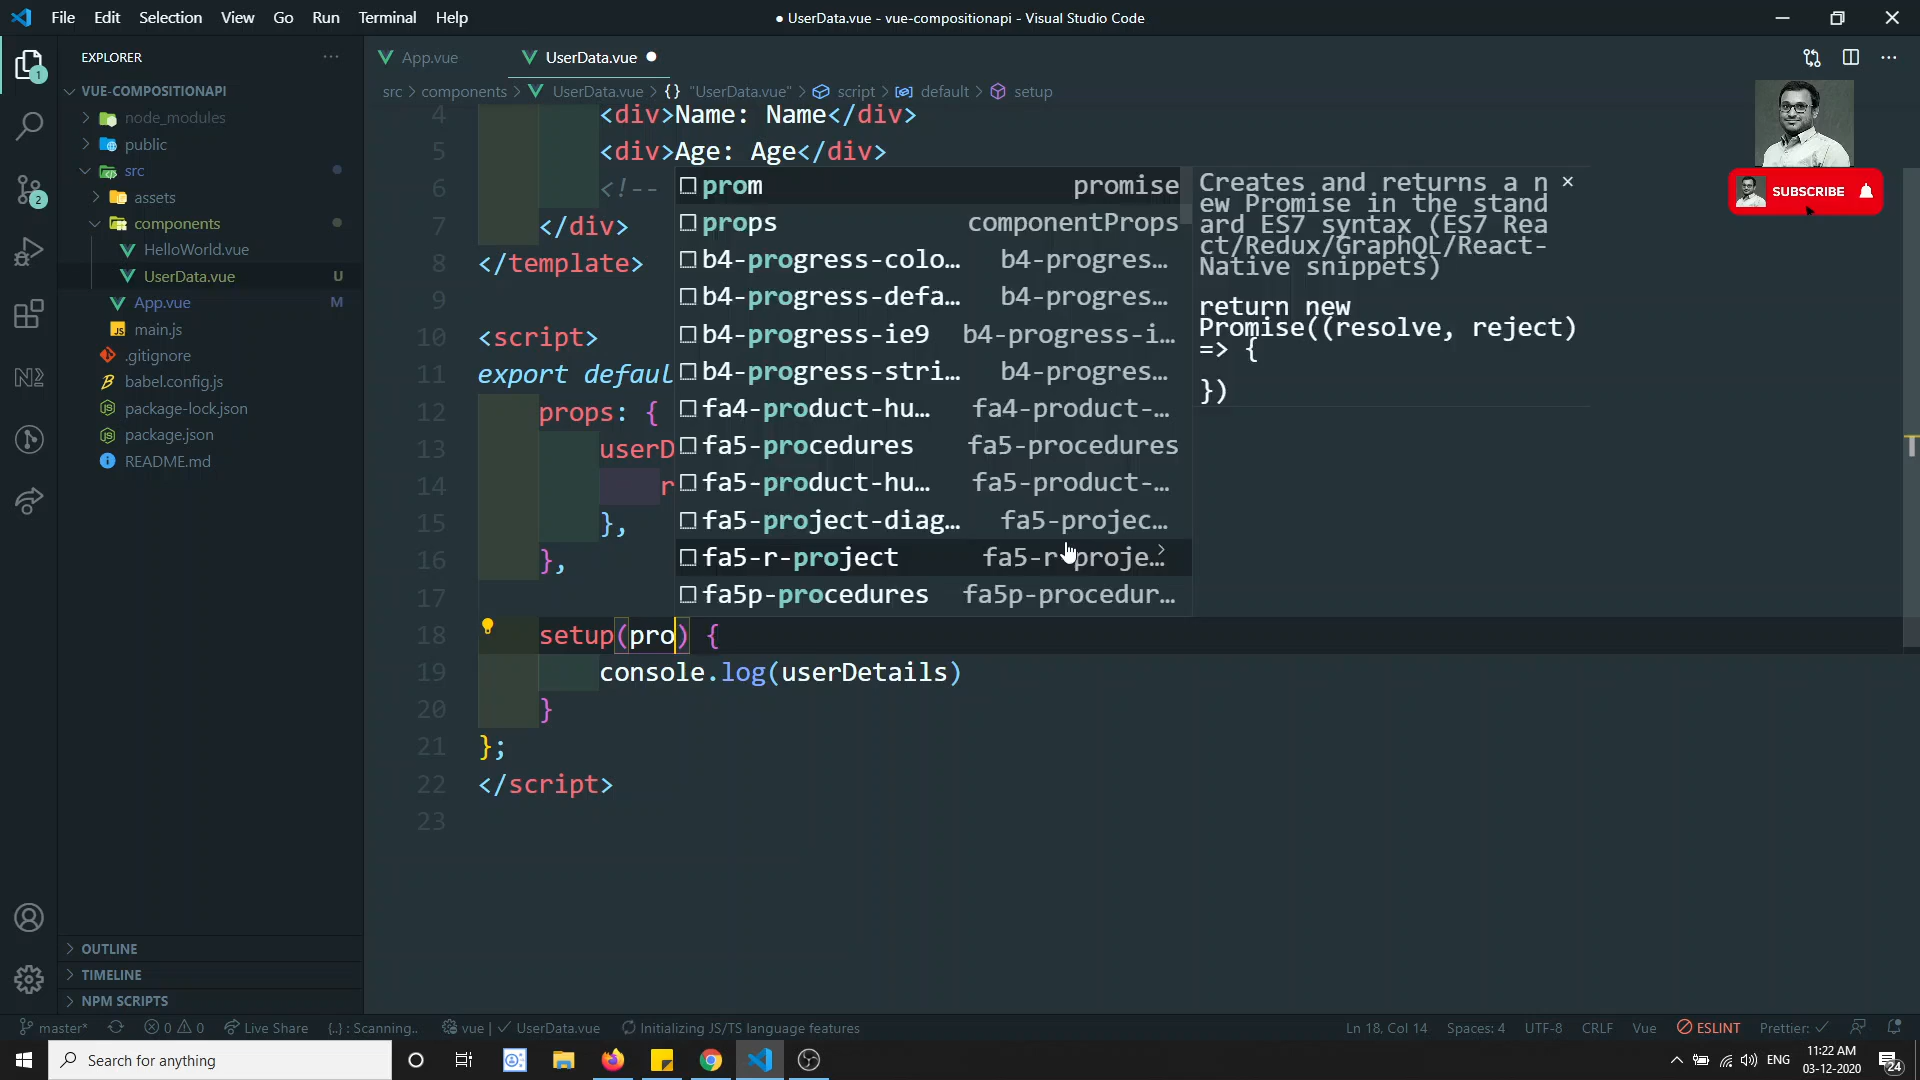 File Edit Selection View Go Run Terminal Help
● UserData.vue - vue-compositionapi - Visual Studio Code
EXPLORER
App.vue
UserData.vue
src > components > UserData.vue > {} "UserData.vue" > script > default > setup
VUE-COMPOSITIONAPI
node_modules
public
src
assets
components
HelloWorld.vue
UserData.vue U
App.vue M
main.js
.gitignore
babel.config.js
package-lock.json
package.json
README.md
OUTLINE
TIMELINE
NPM SCRIPTS
1
2
4 <div>Name: Name</div>
5 <div>Age: Age</div>
6 <!--
7 </div>
8 </template>
9
10 <script>
11 export defaul
12 props: {
13 userD
14 r
15 },
16 },
17
18 setup(pro) {
19 console.log(userDetails)
20 }
21 };
22 </script>
23
prom promise
props componentProps
b4-progress-colo... b4-progres...
b4-progress-defa... b4-progres...
b4-progress-ie9 b4-progress-i...
b4-progress-stri... b4-progres...
fa4-product-hu... fa4-product-...
fa5-procedures fa5-procedures
fa5-product-hu... fa5-product-...
fa5-project-diag... fa5-projec...
fa5-r-project fa5-r-proje...
fa5p-procedures fa5p-procedur...
Creates and returns a n
ew Promise in the stand
ard ES7 syntax (ES7 Rea
ct/Redux/GraphQL/React-
Native snippets)
return new
Promise((resolve, reject)
=> {
})
SUBSCRIBE
master* 0 0 Live Share {..} : Scanning.. vue | UserData.vue Initializing JS/TS language features
Ln 18, Col 14 Spaces: 4 UTF-8 CRLF Vue ESLINT Prettier: ✓
Search for anything
ENG
11:22 AM
03-12-2020
24